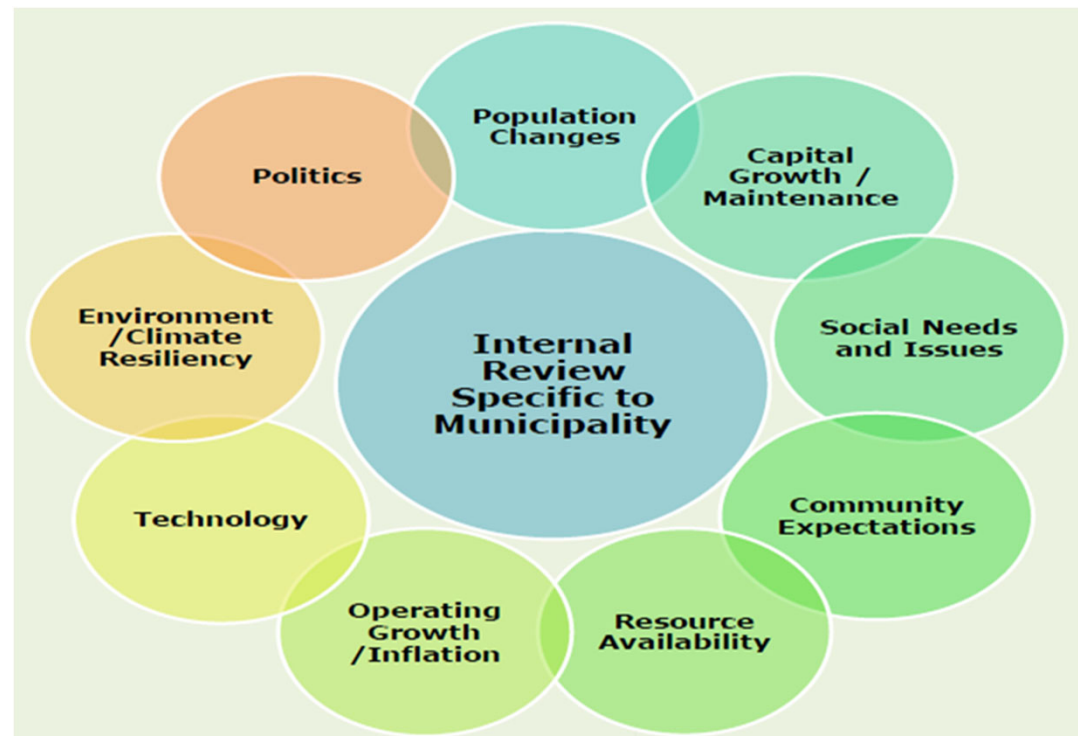 Population
Changes
Capital
Growth /
Maintenance
Social Needs
and Issues
Community
Expectations
Resource
Availability
Operating
Growth
/Inflation
Technology
Environment
/Climate
Resiliency
Politics
Internal
Review
Specific to
Municipality